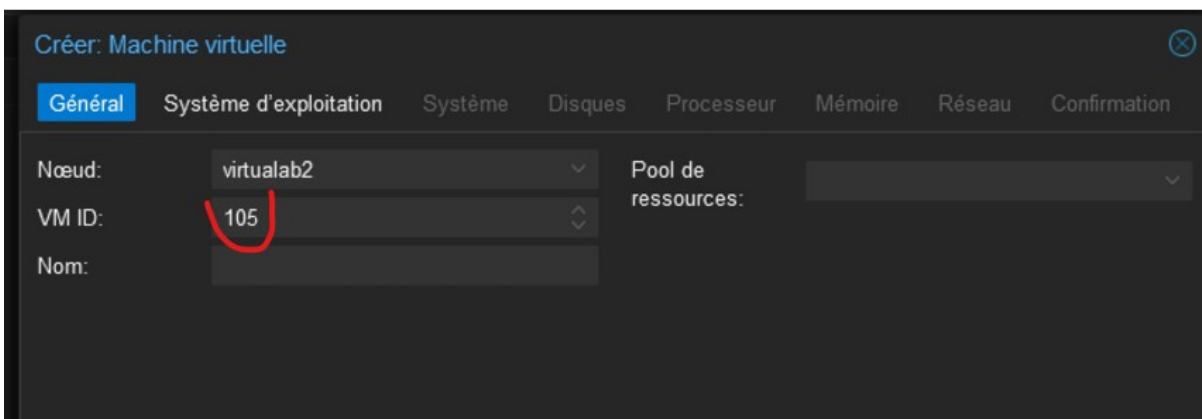 Créer: Machine virtuelle
Général Système d'exploitation Système Disques Processeur Mémoire Réseau Confirmation
Nœud: virtualab2
Pool de
ressources:
VM ID: 105
Nom: